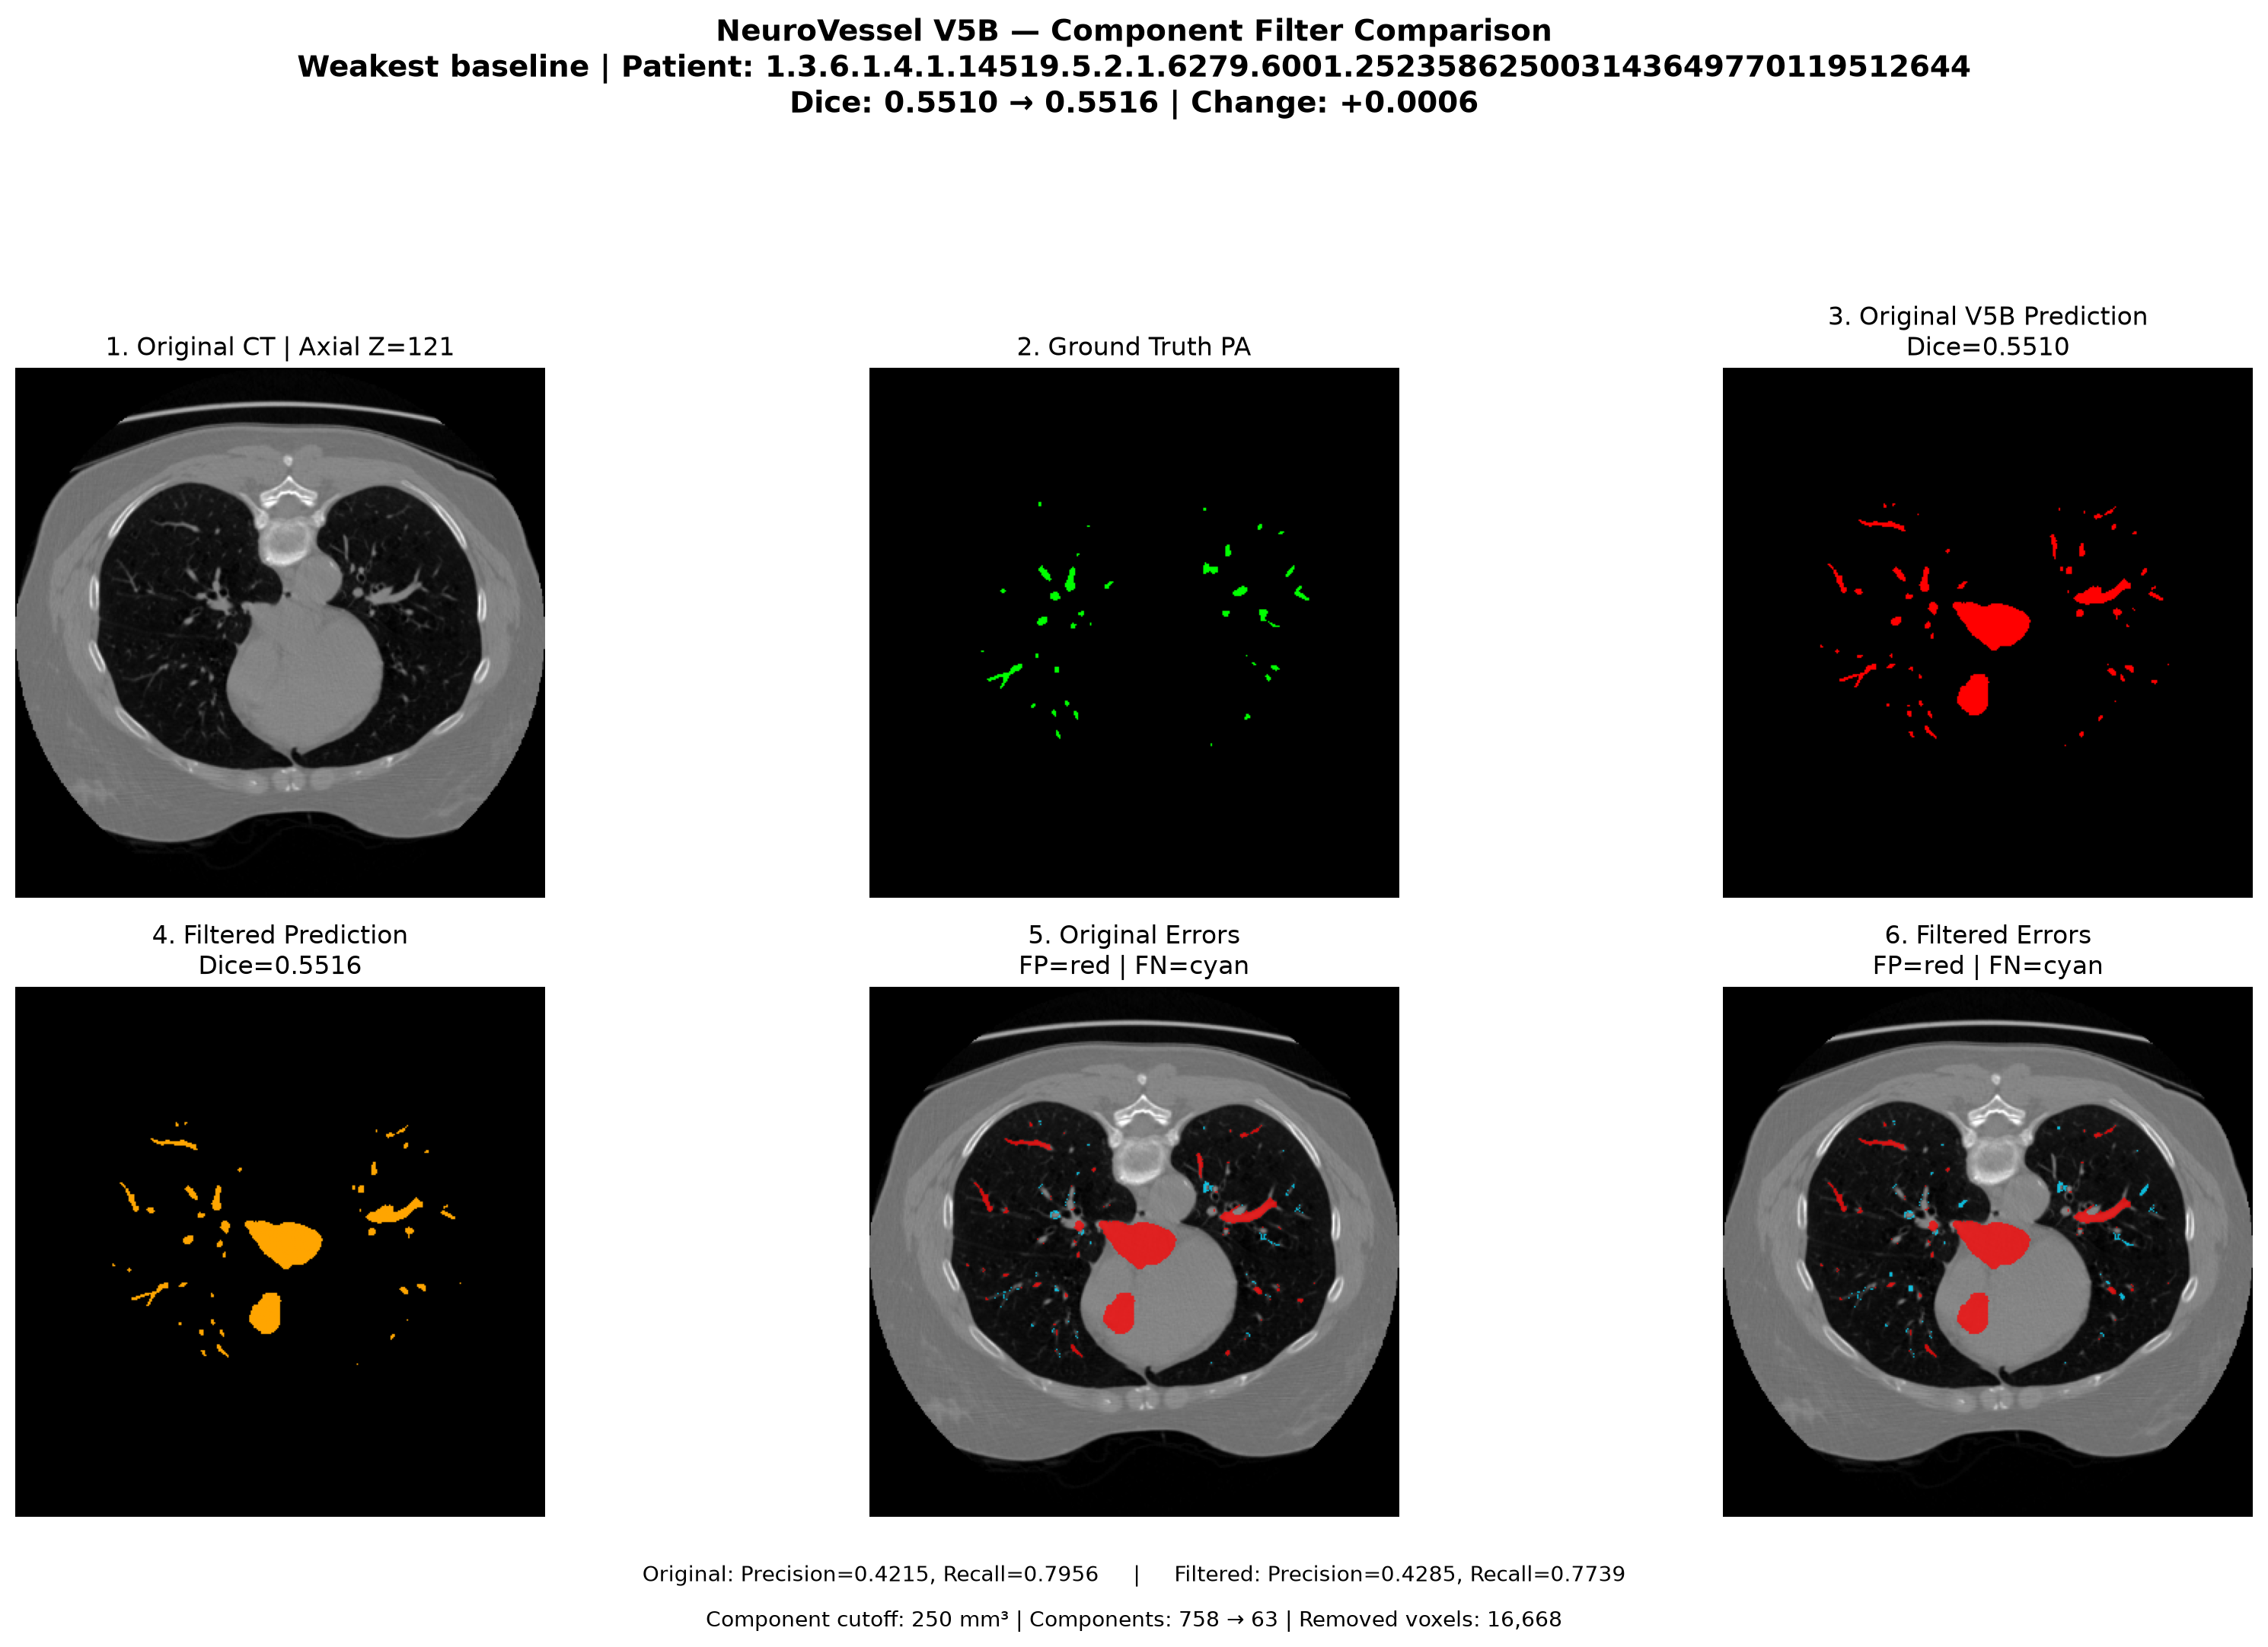 NeuroVessel V5B — Component Filter Comparison
Weakest baseline | Patient: 1.3.6.1.4.1.14519.5.2.1.6279.6001.252358625003143649770119512644
Dice: 0.5510 → 0.5516 | Change: +0.0006
1. Original CT | Axial Z=121
2. Ground Truth PA
3. Original V5B Prediction
Dice=0.5510
4. Filtered Prediction
Dice=0.5516
5. Original Errors
FP=red | FN=cyan
6. Filtered Errors
FP=red | FN=cyan
Original: Precision=0.4215, Recall=0.7956 | Filtered: Precision=0.4285, Recall=0.7739
Component cutoff: 250 mm³ | Components: 758 → 63 | Removed voxels: 16,668